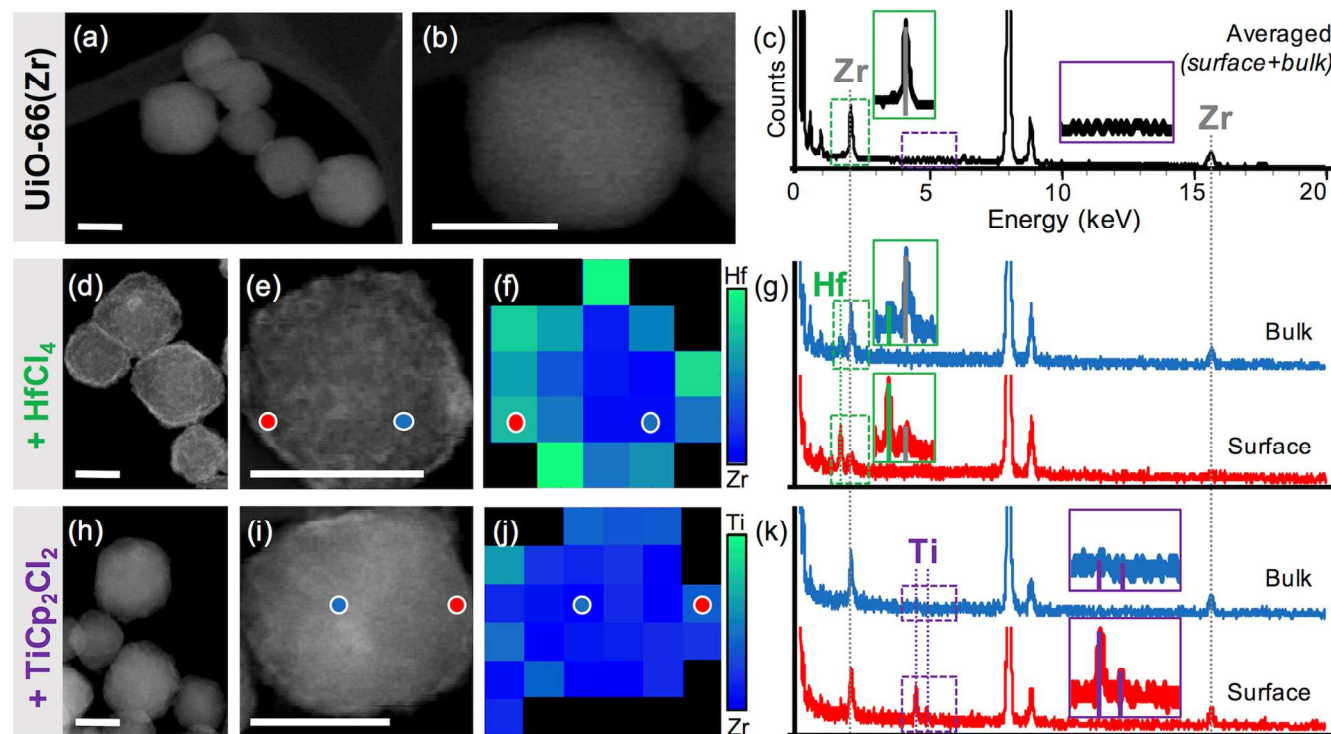 UiO-66(Zr)
(a)
(b)
(c)
Counts
Zr
Averaged
(surface+bulk)
Zr
0 5 10 15 20
Energy (keV)
+ HfCl₄
(d)
(e)
(f)
Hf
Zr
(g)
Hf
Bulk
Surface
+ TiCp₂Cl₂
(h)
(i)
(j)
Ti
Zr
(k)
Ti
Bulk
Surface